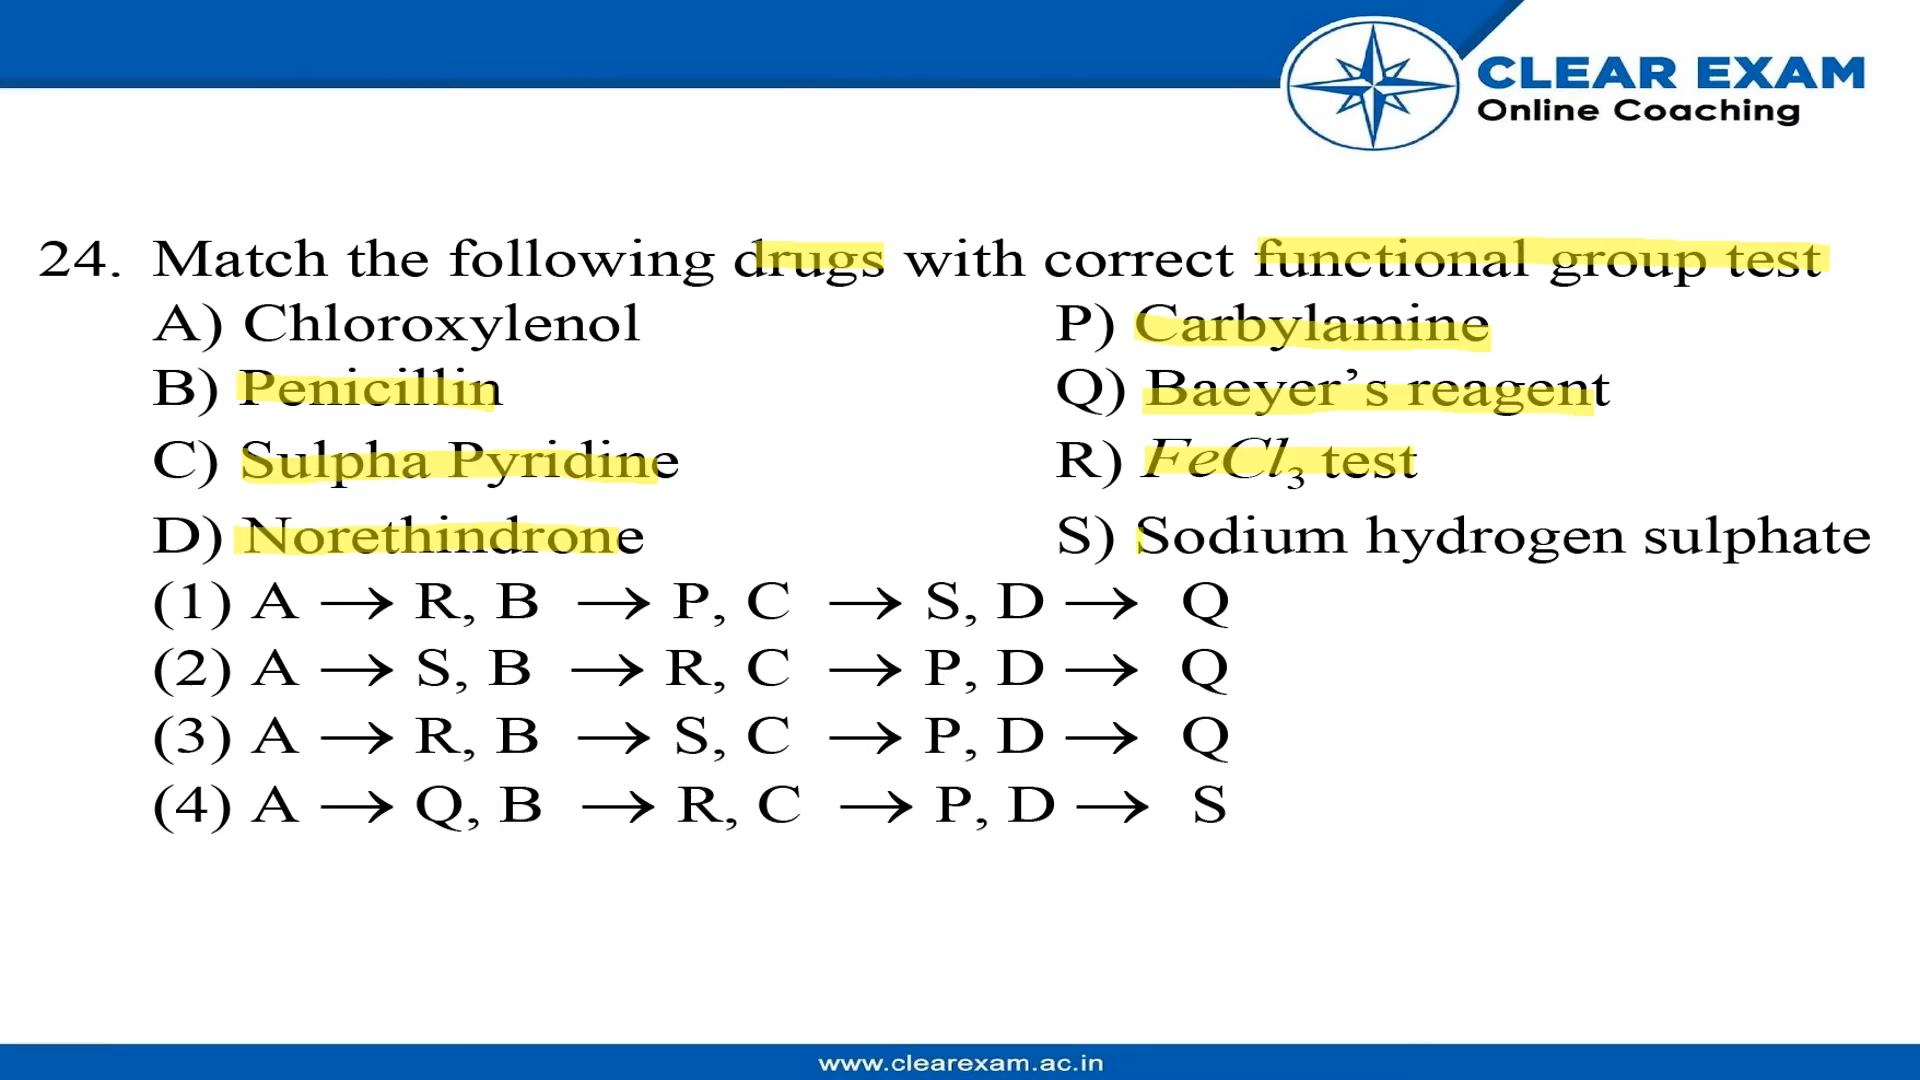 CLEAR EXAM
Online Coaching
24. Match the following drugs with correct functional group test
A) Chloroxylenol P) Carbylamine
B) Penicillin Q) Baeyer’s reagent
C) Sulpha Pyridine R) FeCl₃ test
D) Norethindrone S) Sodium hydrogen sulphate
(1) A → R, B → P, C → S, D → Q
(2) A → S, B → R, C → P, D → Q
(3) A → R, B → S, C → P, D → Q
(4) A → Q, B → R, C → P, D → S
www.clearexam.ac.in